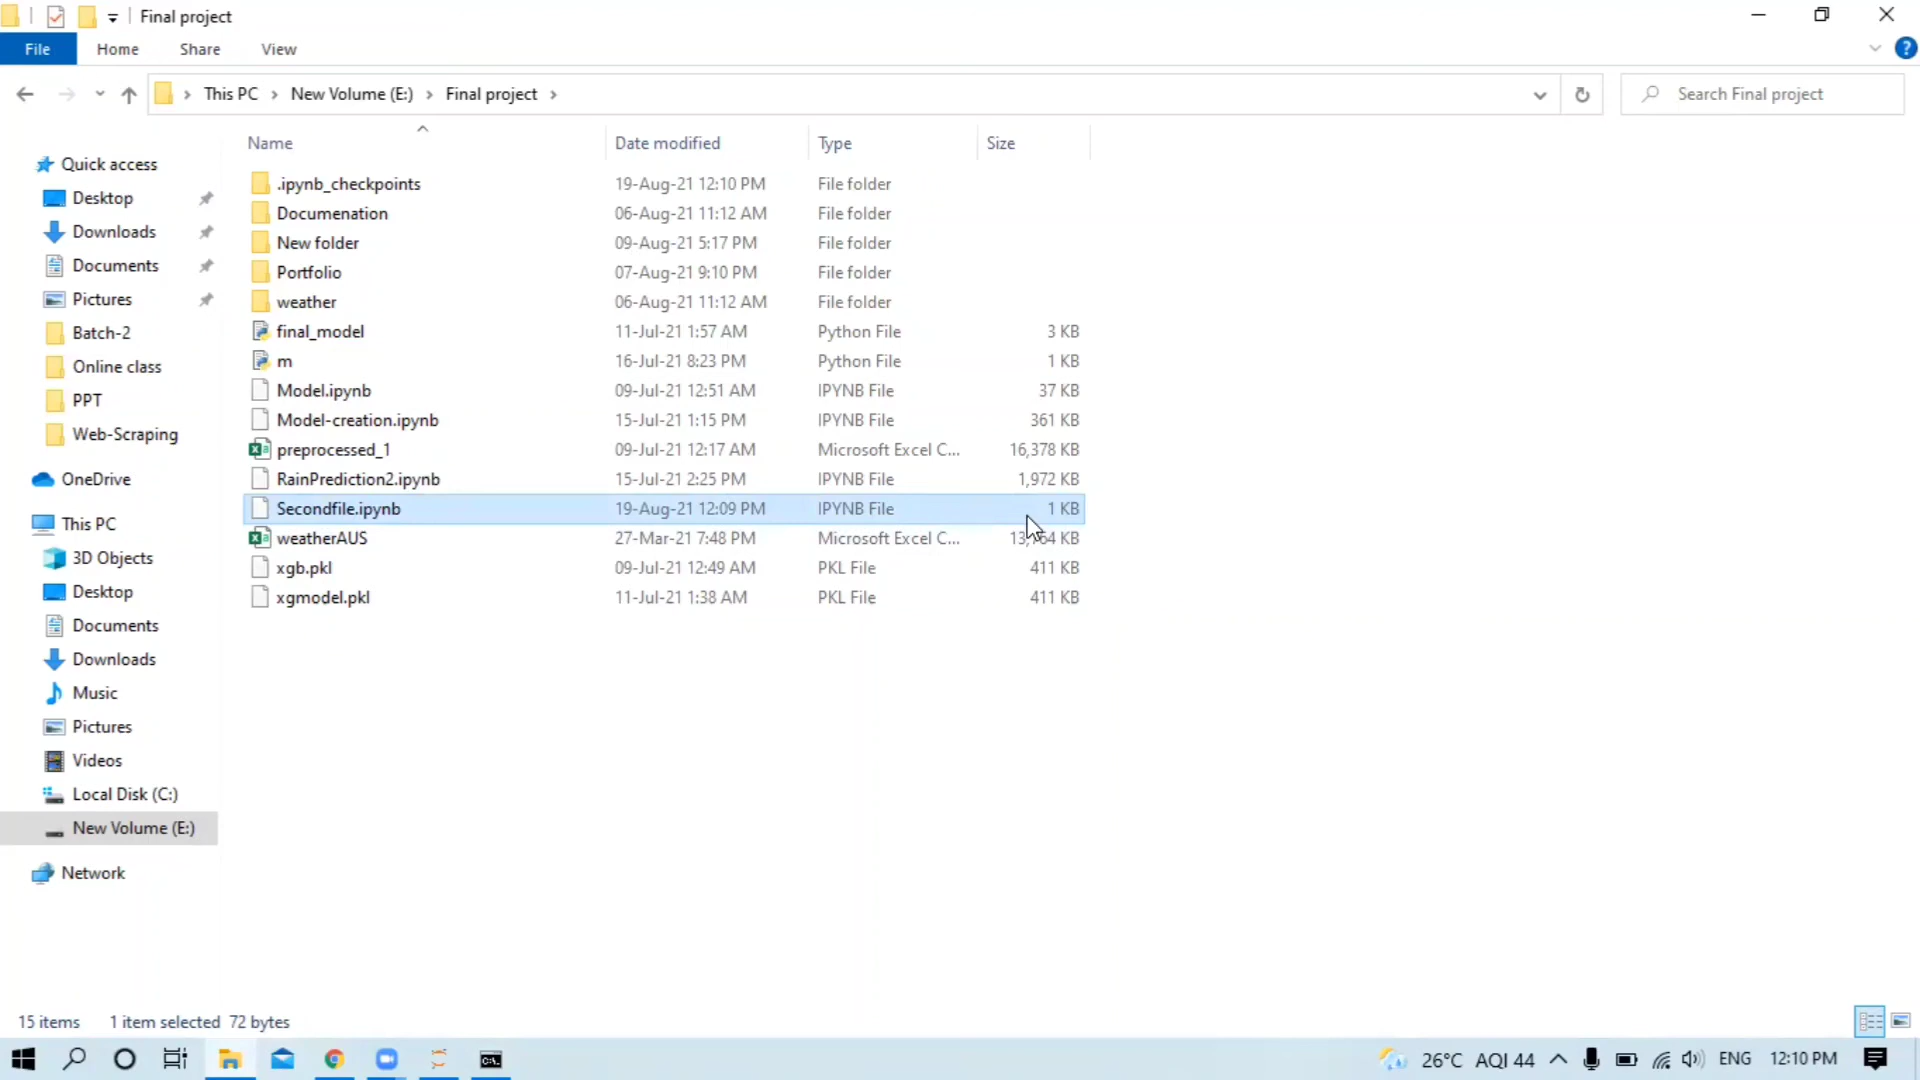 Final project
File Home Share View
This PC New Volume (E:) Final project Search Final project
Name Date modified Type Size
Quick access
Desktop
Downloads
Documents
Pictures
Batch-2
Online class
PPT
Web-Scraping
OneDrive
This PC
3D Objects
Desktop
Documents
Downloads
Music
Pictures
Videos
Local Disk (C:)
New Volume (E:)
Network
.ipynb_checkpoints 19-Aug-21 12:10 PM File folder
Documenation 06-Aug-21 11:12 AM File folder
New folder 09-Aug-21 5:17 PM File folder
Portfolio 07-Aug-21 9:10 PM File folder
weather 06-Aug-21 11:12 AM File folder
final_model 11-Jul-21 1:57 AM Python File 3 KB
m 16-Jul-21 8:23 PM Python File 1 KB
Model.ipynb 09-Jul-21 12:51 AM IPYNB File 37 KB
Model-creation.ipynb 15-Jul-21 1:15 PM IPYNB File 361 KB
preprocessed_1 09-Jul-21 12:17 AM Microsoft Excel C... 16,378 KB
RainPrediction2.ipynb 15-Jul-21 2:25 PM IPYNB File 1,972 KB
Secondfile.ipynb 19-Aug-21 12:09 PM IPYNB File 1 KB
weatherAUS 27-Mar-21 7:48 PM Microsoft Excel C... KB
xgb.pkl 09-Jul-21 12:49 AM PKL File 411 KB
xgmodel.pkl 11-Jul-21 1:38 AM PKL File 411 KB
15 items 1 item selected 72 bytes
26°C AQI 44 ENG 12:10 PM